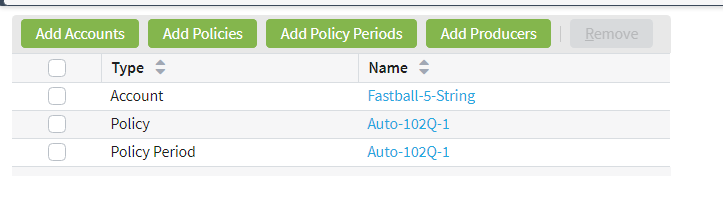 Add Accounts Add Policies Add Policy Periods Add Producers Remove
Type Name
Account Fastball-5-String
Policy Auto-102Q-1
Policy Period Auto-102Q-1